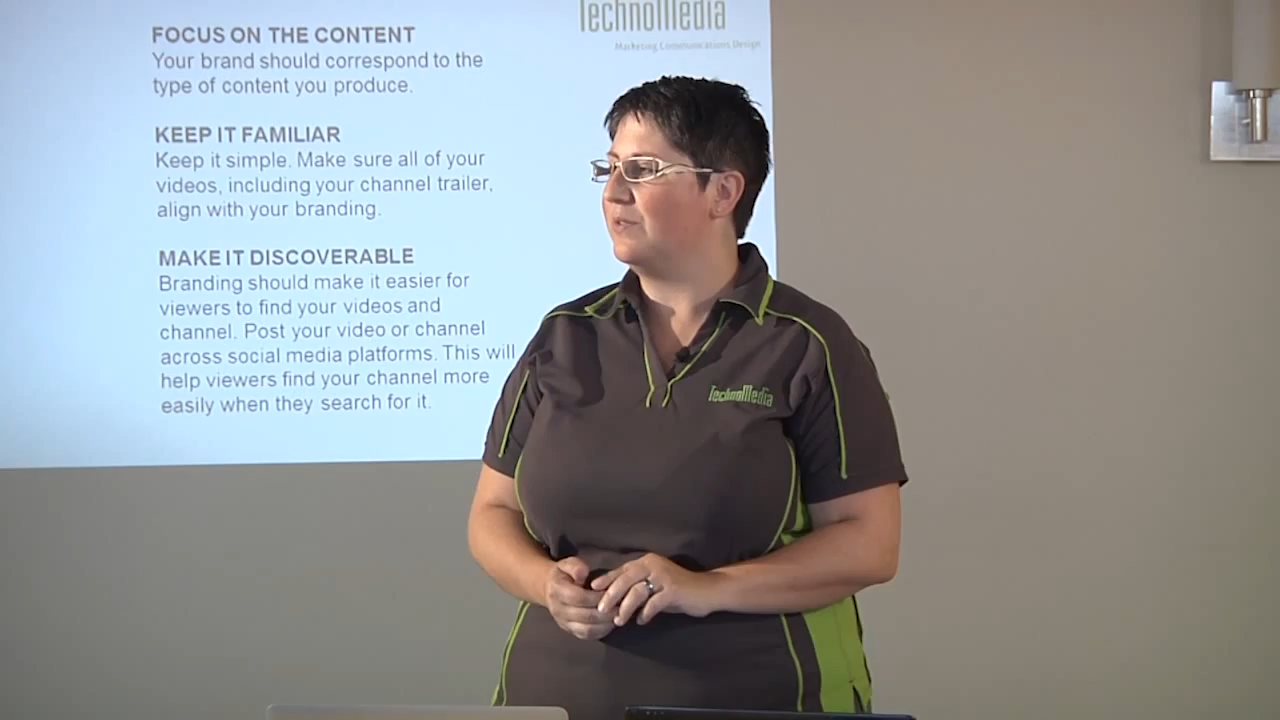 FOCUS ON THE CONTENT
Your brand should correspond to the
type of content you produce.
KEEP IT FAMILIAR
Keep it simple. Make sure all of your
videos, including your channel trailer,
align with your branding.
MAKE IT DISCOVERABLE
Branding should make it easier for
viewers to find your videos and
channel. Post your video or channel
across social media platforms. This will
help viewers find your channel more
easily when they search for it.
TechnoMedia
Marketing Communications Design
TechnoMedia